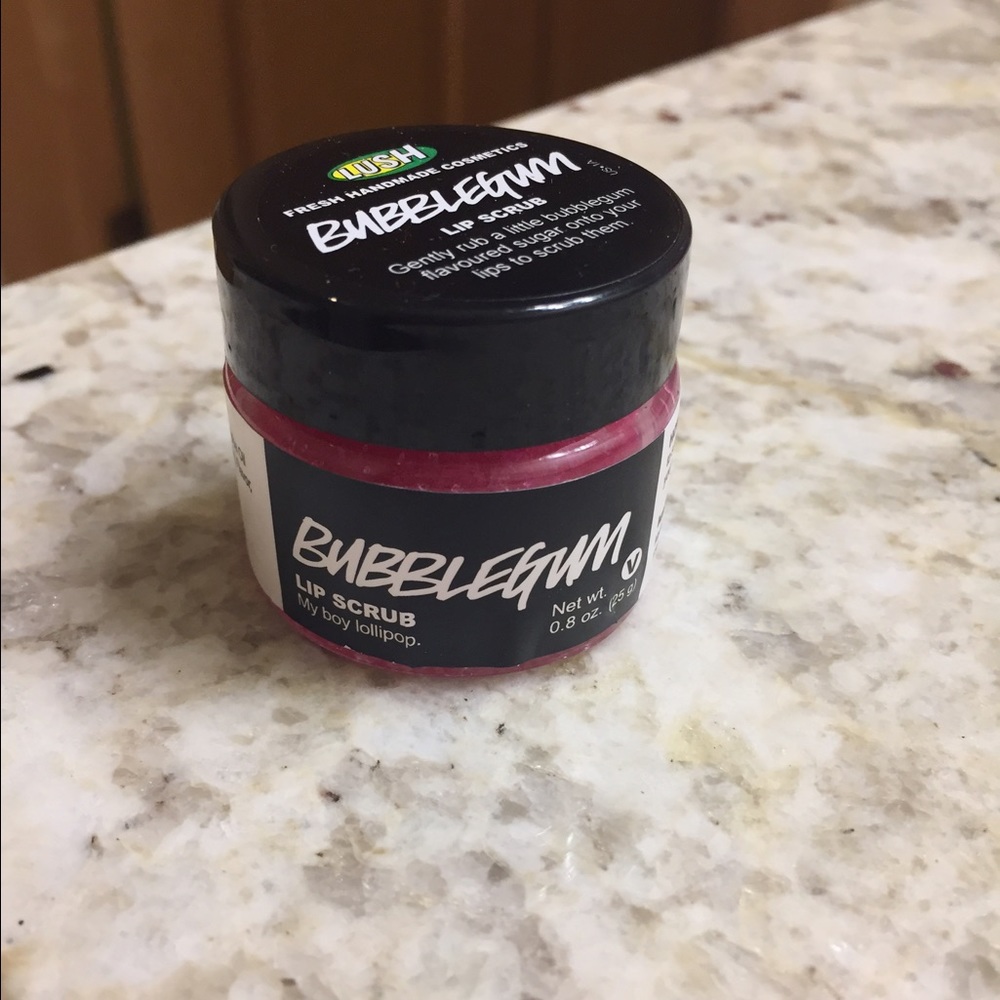 LUSH
FRESH HANDMADE COSMETICS
BUBBLEGUM
LIP SCRUB
Gently rub a little bubblegum
flavoured sugar onto your
lips to scrub them.
BUBBLEGUM
LIP SCRUB
My boy lollipop.
V
Net wt.
0.8 oz. (25 g)